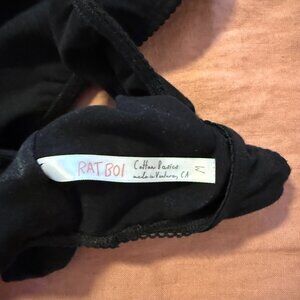 RAT BOI
Cotton Basics
made in Ventura, CA
M